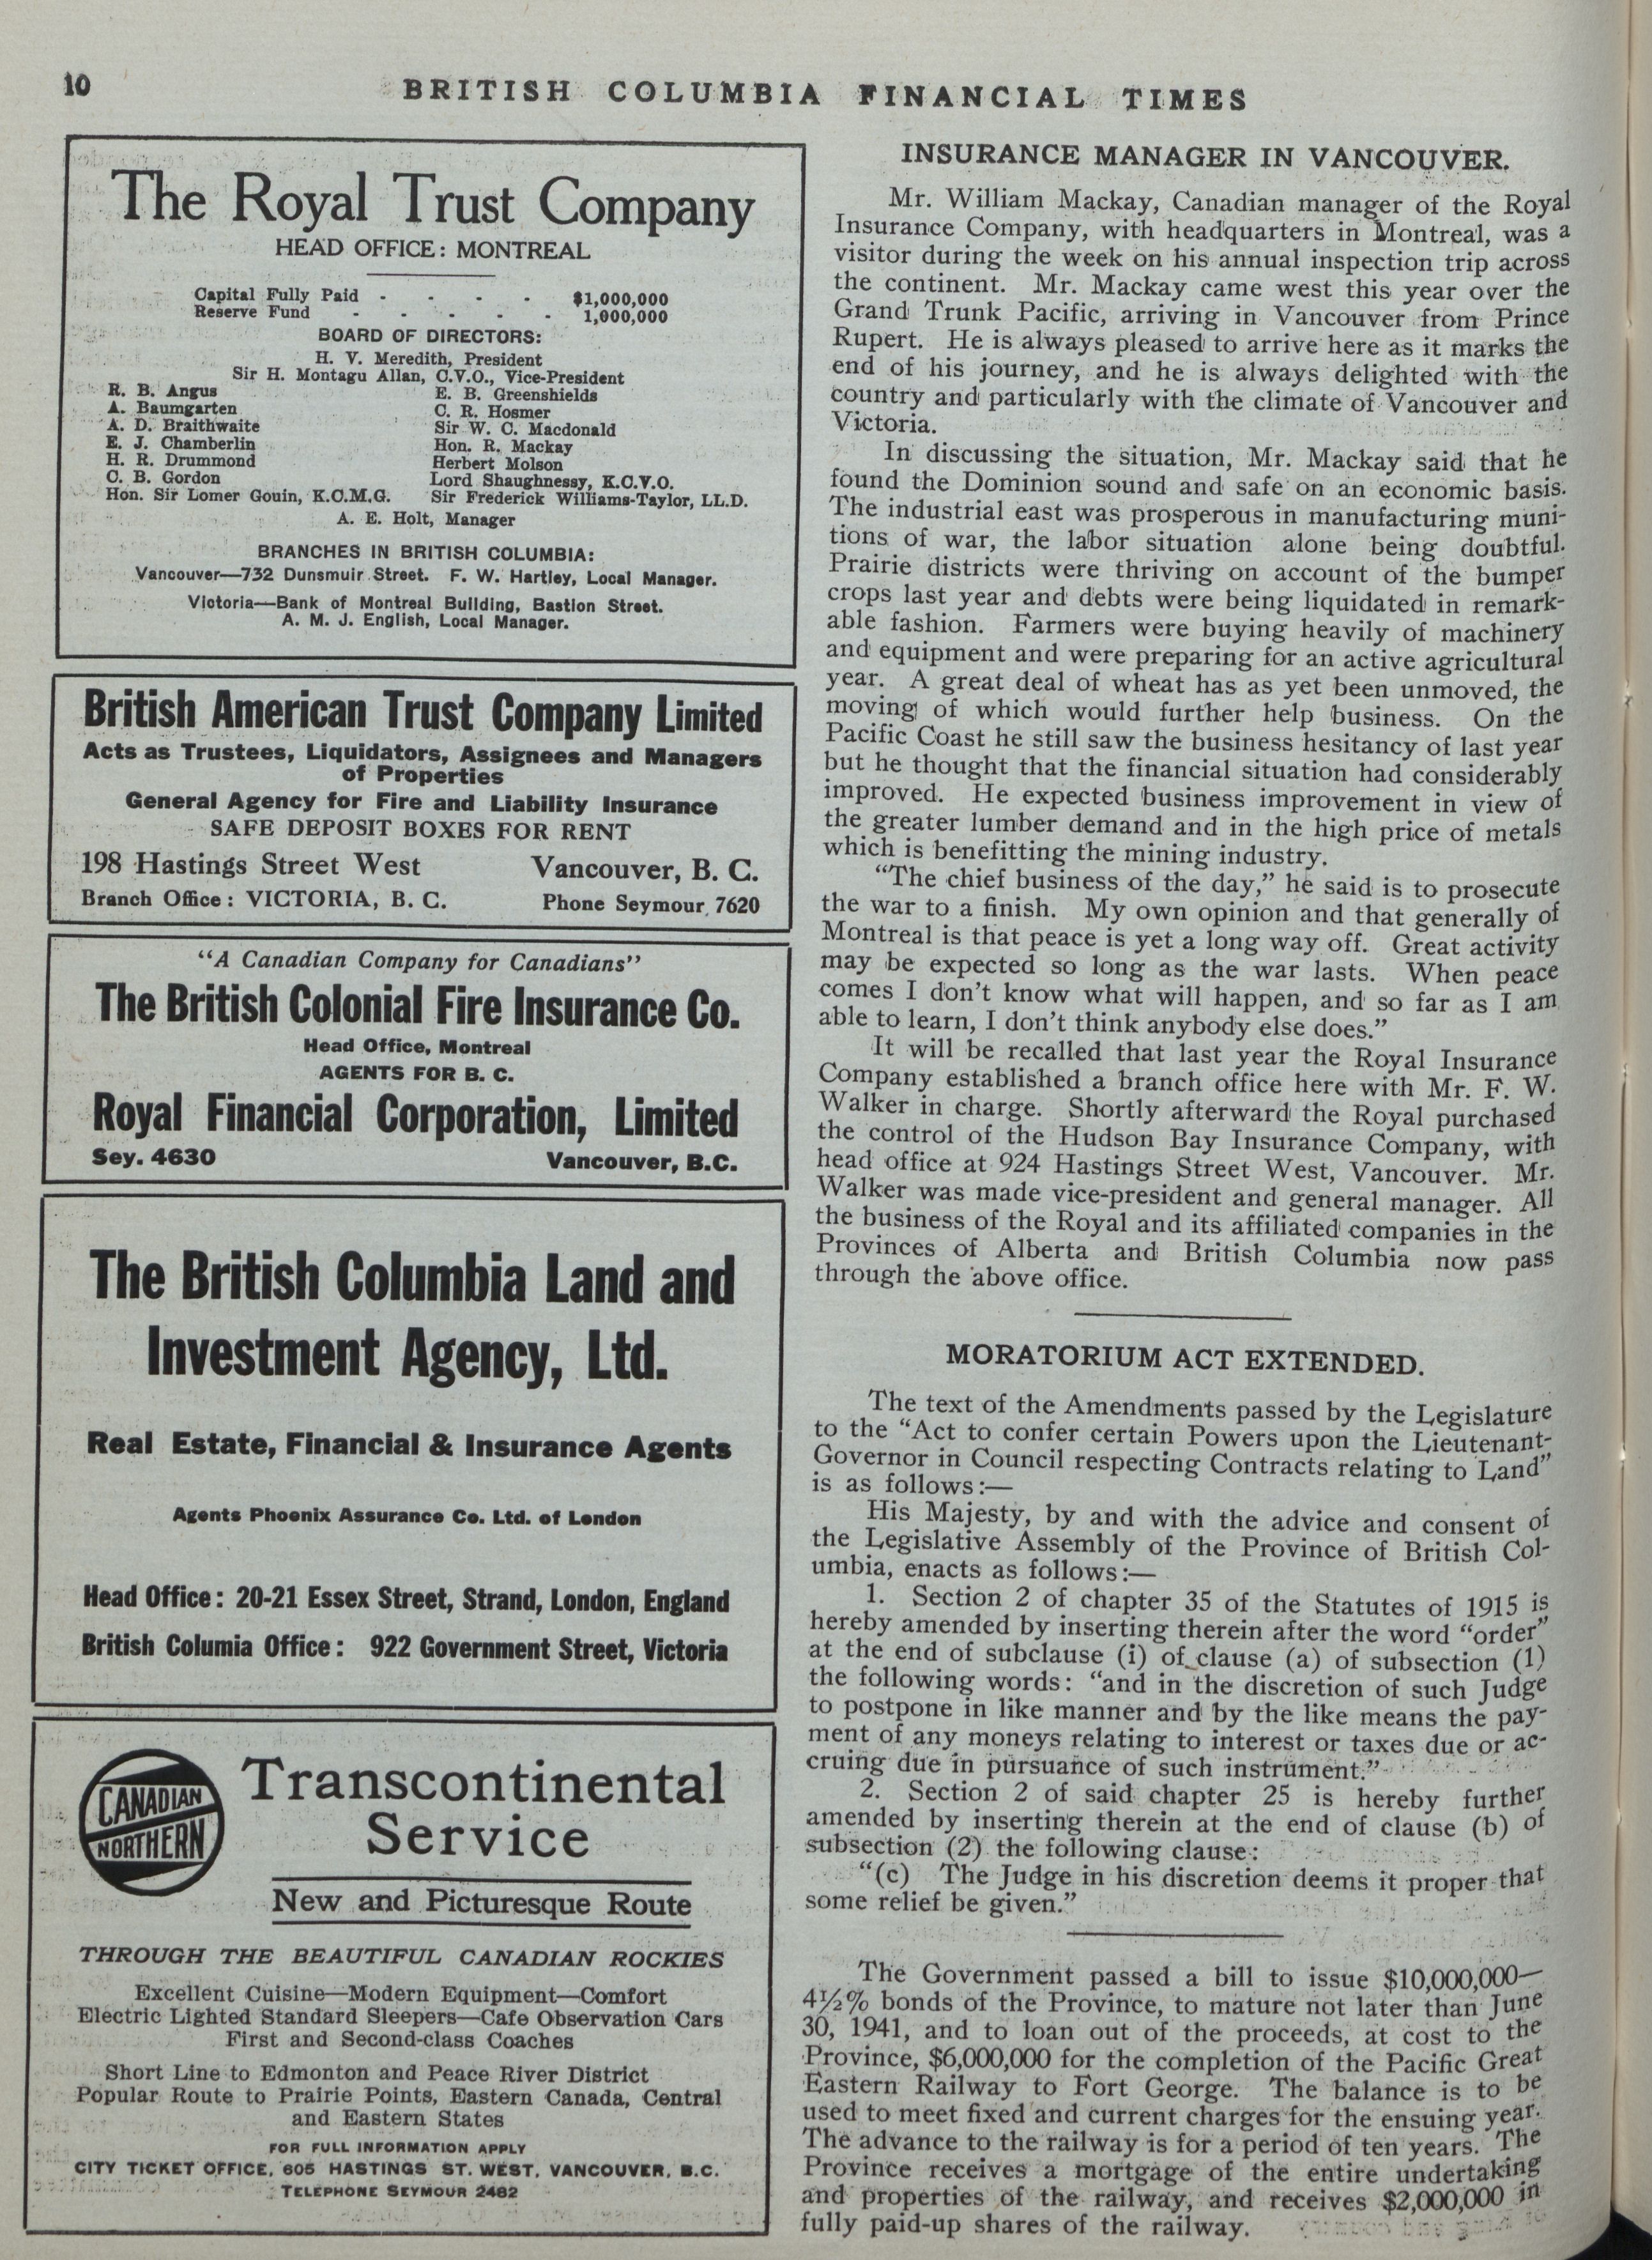 10
BRITISH COLUMBIA FINANCIAL TIMES
The Royal Trust Company
HEAD OFFICE: MONTREAL
Capital Fully Paid - - - - $1,000,000
Reserve Fund - - - - - 1,000,000
BOARD OF DIRECTORS:
H. V. Meredith, President
Sir H. Montagu Allan, C.V.O., Vice-President
R. B. Angus E. B. Greenshields
A. Baumgarten C. R. Hosmer
A. D. Braithwaite Sir W. C. Macdonald
E. J. Chamberlin Hon. R. Mackay
H. R. Drummond Herbert Molson
C. B. Gordon Lord Shaughnessy, K.C.V.O.
Hon. Sir Lomer Gouin, K.C.M.G. Sir Frederick Williams-Taylor, LL.D.
A. E. Holt, Manager
BRANCHES IN BRITISH COLUMBIA:
Vancouver—732 Dunsmuir Street. F. W. Hartley, Local Manager.
Victoria—Bank of Montreal Building, Bastion Street.
A. M. J. English, Local Manager.
British American Trust Company Limited
Acts as Trustees, Liquidators, Assignees and Managers
of Properties
General Agency for Fire and Liability Insurance
SAFE DEPOSIT BOXES FOR RENT
198 Hastings Street West Vancouver, B. C.
Branch Office: VICTORIA, B. C. Phone Seymour 7620
"A Canadian Company for Canadians"
The British Colonial Fire Insurance Co.
Head Office, Montreal
AGENTS FOR B. C.
Royal Financial Corporation, Limited
Sey. 4630 Vancouver, B.C.
The British Columbia Land and
Investment Agency, Ltd.
Real Estate, Financial & Insurance Agents
Agents Phoenix Assurance Co. Ltd. of London
Head Office: 20-21 Essex Street, Strand, London, England
British Columia Office: 922 Government Street, Victoria
CANADIAN
NORTHERN
Transcontinental
Service
New and Picturesque Route
THROUGH THE BEAUTIFUL CANADIAN ROCKIES
Excellent Cuisine—Modern Equipment—Comfort
Electric Lighted Standard Sleepers—Cafe Observation Cars
First and Second-class Coaches
Short Line to Edmonton and Peace River District
Popular Route to Prairie Points, Eastern Canada, Central
and Eastern States
FOR FULL INFORMATION APPLY
CITY TICKET OFFICE, 605 HASTINGS ST. WEST, VANCOUVER, B.C.
TELEPHONE SEYMOUR 2482
INSURANCE MANAGER IN VANCOUVER.
Mr. William Mackay, Canadian manager of the Royal
Insurance Company, with headquarters in Montreal, was a
visitor during the week on his annual inspection trip across
the continent. Mr. Mackay came west this year over the
Grand Trunk Pacific, arriving in Vancouver from Prince
Rupert. He is always pleased to arrive here as it marks the
end of his journey, and he is always delighted with the
country and particularly with the climate of Vancouver and
Victoria.
In discussing the situation, Mr. Mackay said that he
found the Dominion sound and safe on an economic basis.
The industrial east was prosperous in manufacturing muni-
tions of war, the labor situation alone being doubtful.
Prairie districts were thriving on account of the bumper
crops last year and debts were being liquidated in remark-
able fashion. Farmers were buying heavily of machinery
and equipment and were preparing for an active agricultural
year. A great deal of wheat has as yet been unmoved, the
moving of which would further help business. On the
Pacific Coast he still saw the business hesitancy of last year
but he thought that the financial situation had considerably
improved. He expected business improvement in view of
the greater lumber demand and in the high price of metals
which is benefitting the mining industry.
"The chief business of the day," he said is to prosecute
the war to a finish. My own opinion and that generally of
Montreal is that peace is yet a long way off. Great activity
may be expected so long as the war lasts. When peace
comes I don't know what will happen, and so far as I am
able to learn, I don't think anybody else does."
It will be recalled that last year the Royal Insurance
Company established a branch office here with Mr. F. W.
Walker in charge. Shortly afterward the Royal purchased
the control of the Hudson Bay Insurance Company, with
head office at 924 Hastings Street West, Vancouver. Mr.
Walker was made vice-president and general manager. All
the business of the Royal and its affiliated companies in the
Provinces of Alberta and British Columbia now pass
through the above office.
MORATORIUM ACT EXTENDED.
The text of the Amendments passed by the Legislature
to the "Act to confer certain Powers upon the Lieutenant-
Governor in Council respecting Contracts relating to Land"
is as follows:—
His Majesty, by and with the advice and consent of
the Legislative Assembly of the Province of British Col-
umbia, enacts as follows:—
1. Section 2 of chapter 35 of the Statutes of 1915 is
hereby amended by inserting therein after the word "order"
at the end of subclause (i) of clause (a) of subsection (1)
the following words: "and in the discretion of such Judge
to postpone in like manner and by the like means the pay-
ment of any moneys relating to interest or taxes due or ac-
cruing due in pursuance of such instrument."
2. Section 2 of said chapter 25 is hereby further
amended by inserting therein at the end of clause (b) of
subsection (2) the following clause:
"(c) The Judge in his discretion deems it proper that
some relief be given."
The Government passed a bill to issue $10,000,000—
4½% bonds of the Province, to mature not later than June
30, 1941, and to loan out of the proceeds, at cost to the
Province, $6,000,000 for the completion of the Pacific Great
Eastern Railway to Fort George. The balance is to be
used to meet fixed and current charges for the ensuing year.
The advance to the railway is for a period of ten years. The
Province receives a mortgage of the entire undertaking
and properties of the railway, and receives $2,000,000 in
fully paid-up shares of the railway.